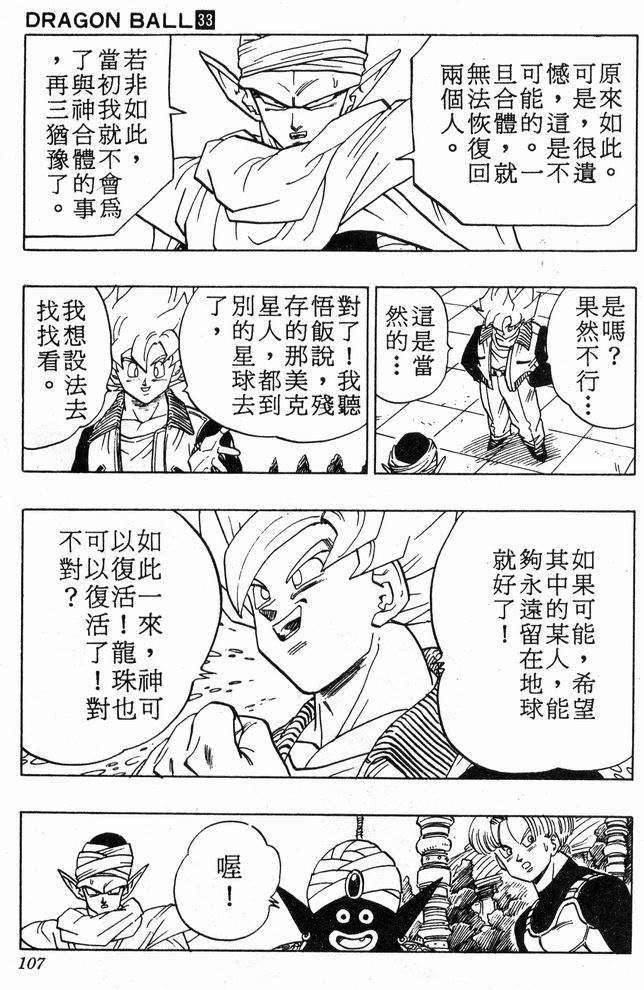 DRAGON BALL 33
原來如此。
可是，很遺
憾，這是不
可能的。一
旦合體，就
無法恢復回
兩個人。
若非如此，
當初我就不會為
了與神合體的事
，再三猶豫了。
是嗎？
果然不行…
這是當
然的…
對了！我聽
悟飯說，殘
存的那美克
星人，都到
別的星球去
了，
我想設法去
找找看。
如果可能，希望
其中的某人，能
夠永遠留在地球
就好了！
如此一來，神可
以復活！龍珠也
可以復活了！對
不對？
喔！
107